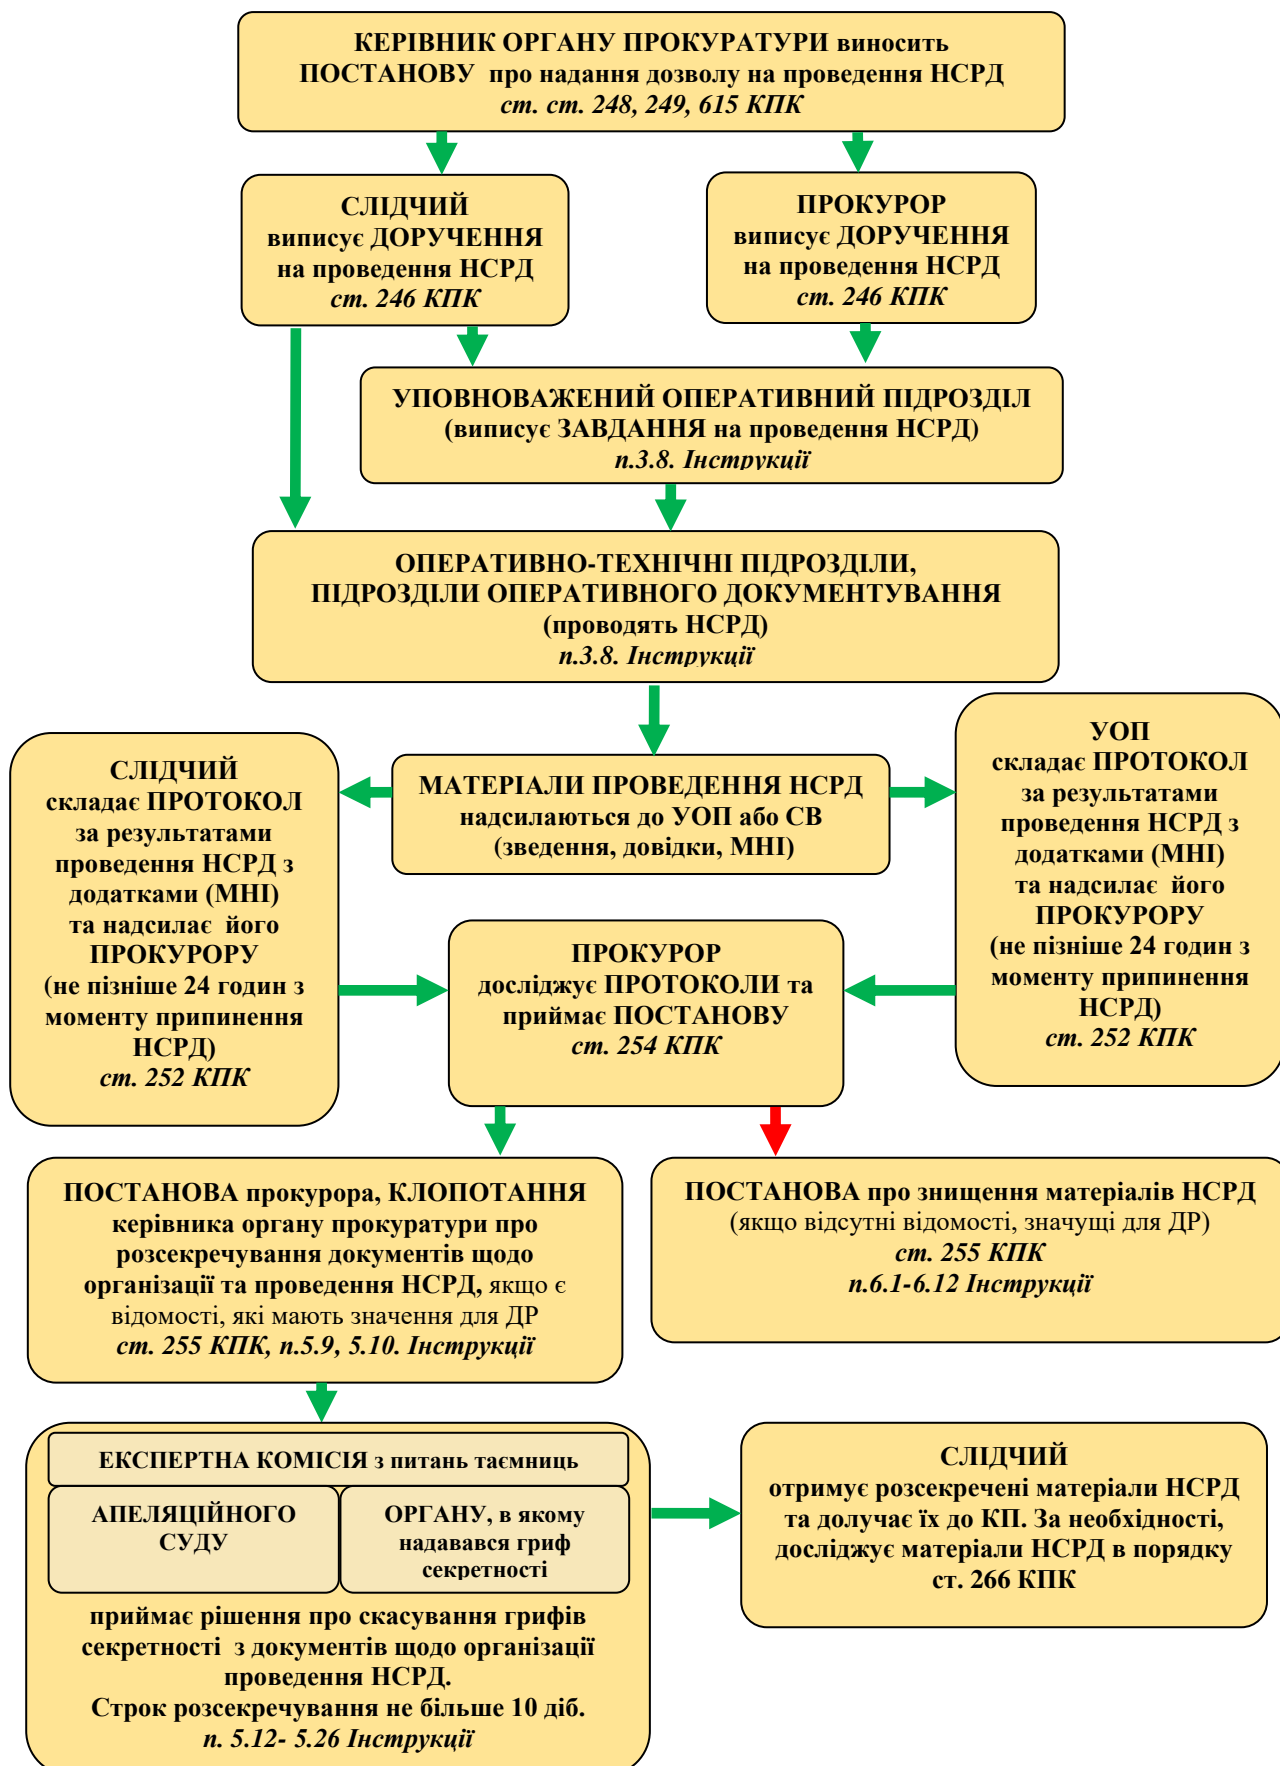 КЕРІВНИК ОРГАНУ ПРОКУРАТУРИ виносить
ПОСТАНОВУ про надання дозволу на проведення НСРД
ст. ст. 248, 249, 615 КПК
СЛІДЧИЙ
виписує ДОРУЧЕННЯ
на проведення НСРД
ст. 246 КПК
ПРОКУРОР
виписує ДОРУЧЕННЯ
на проведення НСРД
ст. 246 КПК
УПОВНОВАЖЕНИЙ ОПЕРАТИВНИЙ ПІДРОЗДІЛ
(виписує ЗАВДАННЯ на проведення НСРД)
п.3.8. Інструкції
ОПЕРАТИВНО-ТЕХНІЧНІ ПІДРОЗДІЛИ,
ПІДРОЗДІЛИ ОПЕРАТИВНОГО ДОКУМЕНТУВАННЯ
(проводять НСРД)
п.3.8. Інструкції
СЛІДЧИЙ
складає ПРОТОКОЛ
за результатами
проведення НСРД з
додатками (МНІ)
та надсилає його
ПРОКУРОРУ
(не пізніше 24 годин з
моменту припинення
НСРД)
ст. 252 КПК
МАТЕРІАЛИ ПРОВЕДЕННЯ НСРД
надсилаються до УОП або СВ
(зведення, довідки, МНІ)
УОП
складає ПРОТОКОЛ
за результатами
проведення НСРД з
додатками (МНІ)
та надсилає його
ПРОКУРОРУ
(не пізніше 24 годин з
моменту припинення
НСРД)
ст. 252 КПК
ПРОКУРОР
досліджує ПРОТОКОЛИ та
приймає ПОСТАНОВУ
ст. 254 КПК
ПОСТАНОВА прокурора, КЛОПОТАННЯ
керівника органу прокуратури про
розсекречування документів щодо
організації та проведення НСРД, якщо є
відомості, які мають значення для ДР
ст. 255 КПК, п.5.9, 5.10. Інструкції
ПОСТАНОВА про знищення матеріалів НСРД
(якщо відсутні відомості, значущі для ДР)
ст. 255 КПК
п.6.1-6.12 Інструкції
ЕКСПЕРТНА КОМІСІЯ з питань таємниць
АПЕЛЯЦІЙНОГО
СУДУ
ОРГАНУ, в якому
надавався гриф
секретності
приймає рішення про скасування грифів
секретності з документів щодо організації
проведення НСРД.
Строк розсекречування не більше 10 діб.
п. 5.12- 5.26 Інструкції
СЛІДЧИЙ
отримує розсекречені матеріали НСРД
та долучає їх до КП. За необхідності,
досліджує матеріали НСРД в порядку
ст. 266 КПК